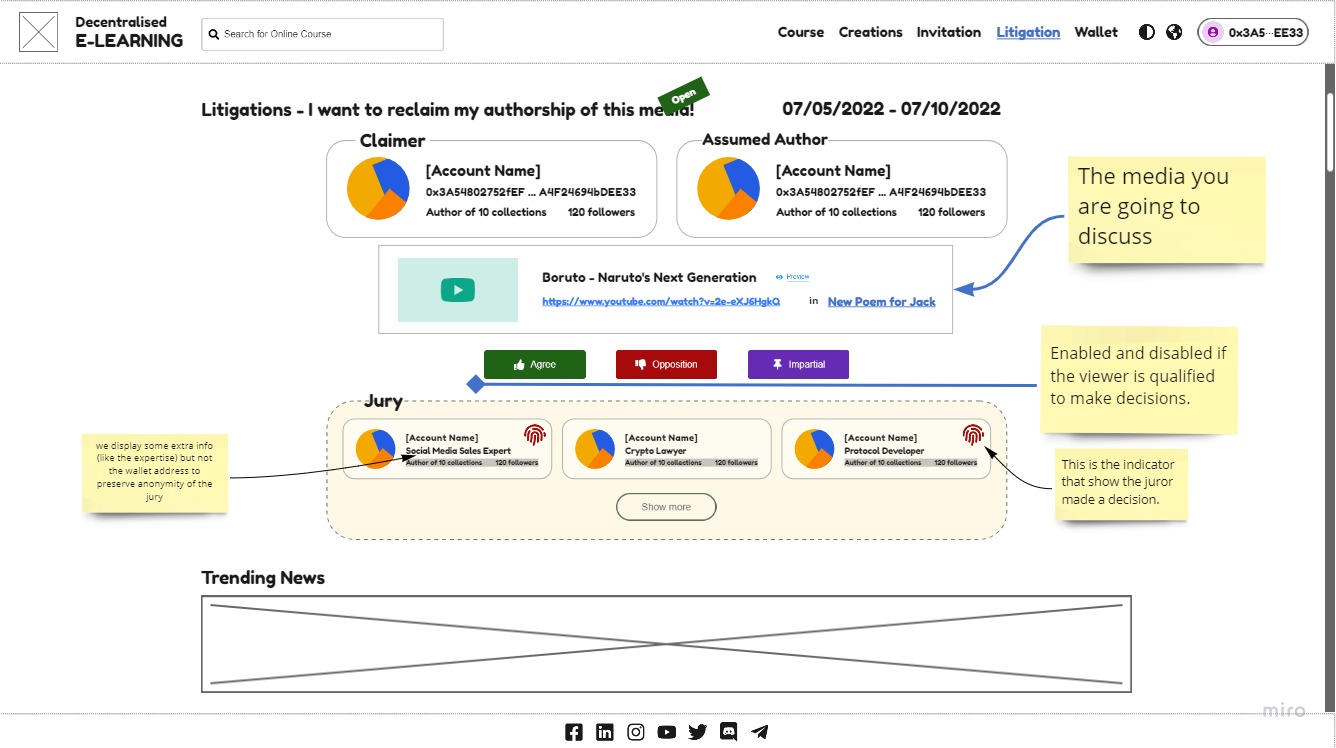 Decentralised
E-LEARNING
Search for Online Course
Course Creations Invitation Litigation Wallet
0x3A5···EE33
Litigations - I want to reclaim my authorship of this media!
Open
07/05/2022 - 07/10/2022
Claimer
[Account Name]
0x3A54802752fEF ... A4F24694bDEE33
Author of 10 collections 120 followers
Assumed Author
[Account Name]
0x3A54802752fEF ... A4F24694bDEE33
Author of 10 collections 120 followers
The media you
are going to
discuss
Boruto - Naruto's Next Generation
Preview
https://www.youtube.com/watch?v=2e-eXJ6HgkQ
in
New Poem for Jack
Agree
Opposition
Impartial
Enabled and disabled if
the viewer is qualified
to make decisions.
Jury
[Account Name]
Social Media Sales Expert
Author of 10 collections 120 followers
[Account Name]
Crypto Lawyer
Author of 10 collections 120 followers
[Account Name]
Protocol Developer
Author of 10 collections 120 followers
we display some extra info
(like the expertise) but not
the wallet address to
preserve anonymity of the
jury
This is the indicator
that show the juror
made a decision.
Show more
Trending News
miro